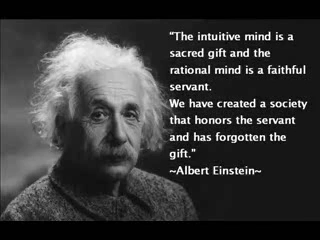 “The intuitive mind is a
sacred gift and the
rational mind is a faithful
servant.
We have created a society
that honors the servant
and has forgotten the
gift.”
~Albert Einstein~